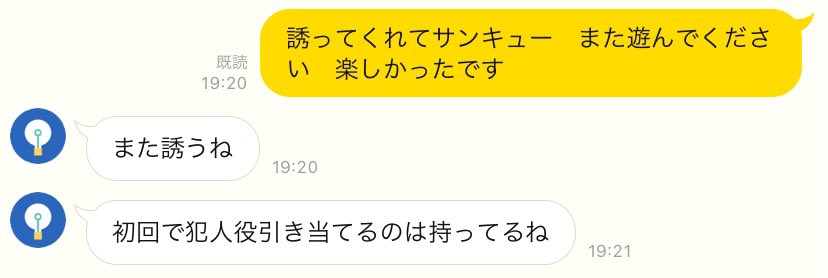 誘ってくれてサンキュー　また遊んでくださ
い　楽しかったです
既読
19:20
また誘うね
19:20
初回で犯人役引き当てるのは持ってるね
19:21